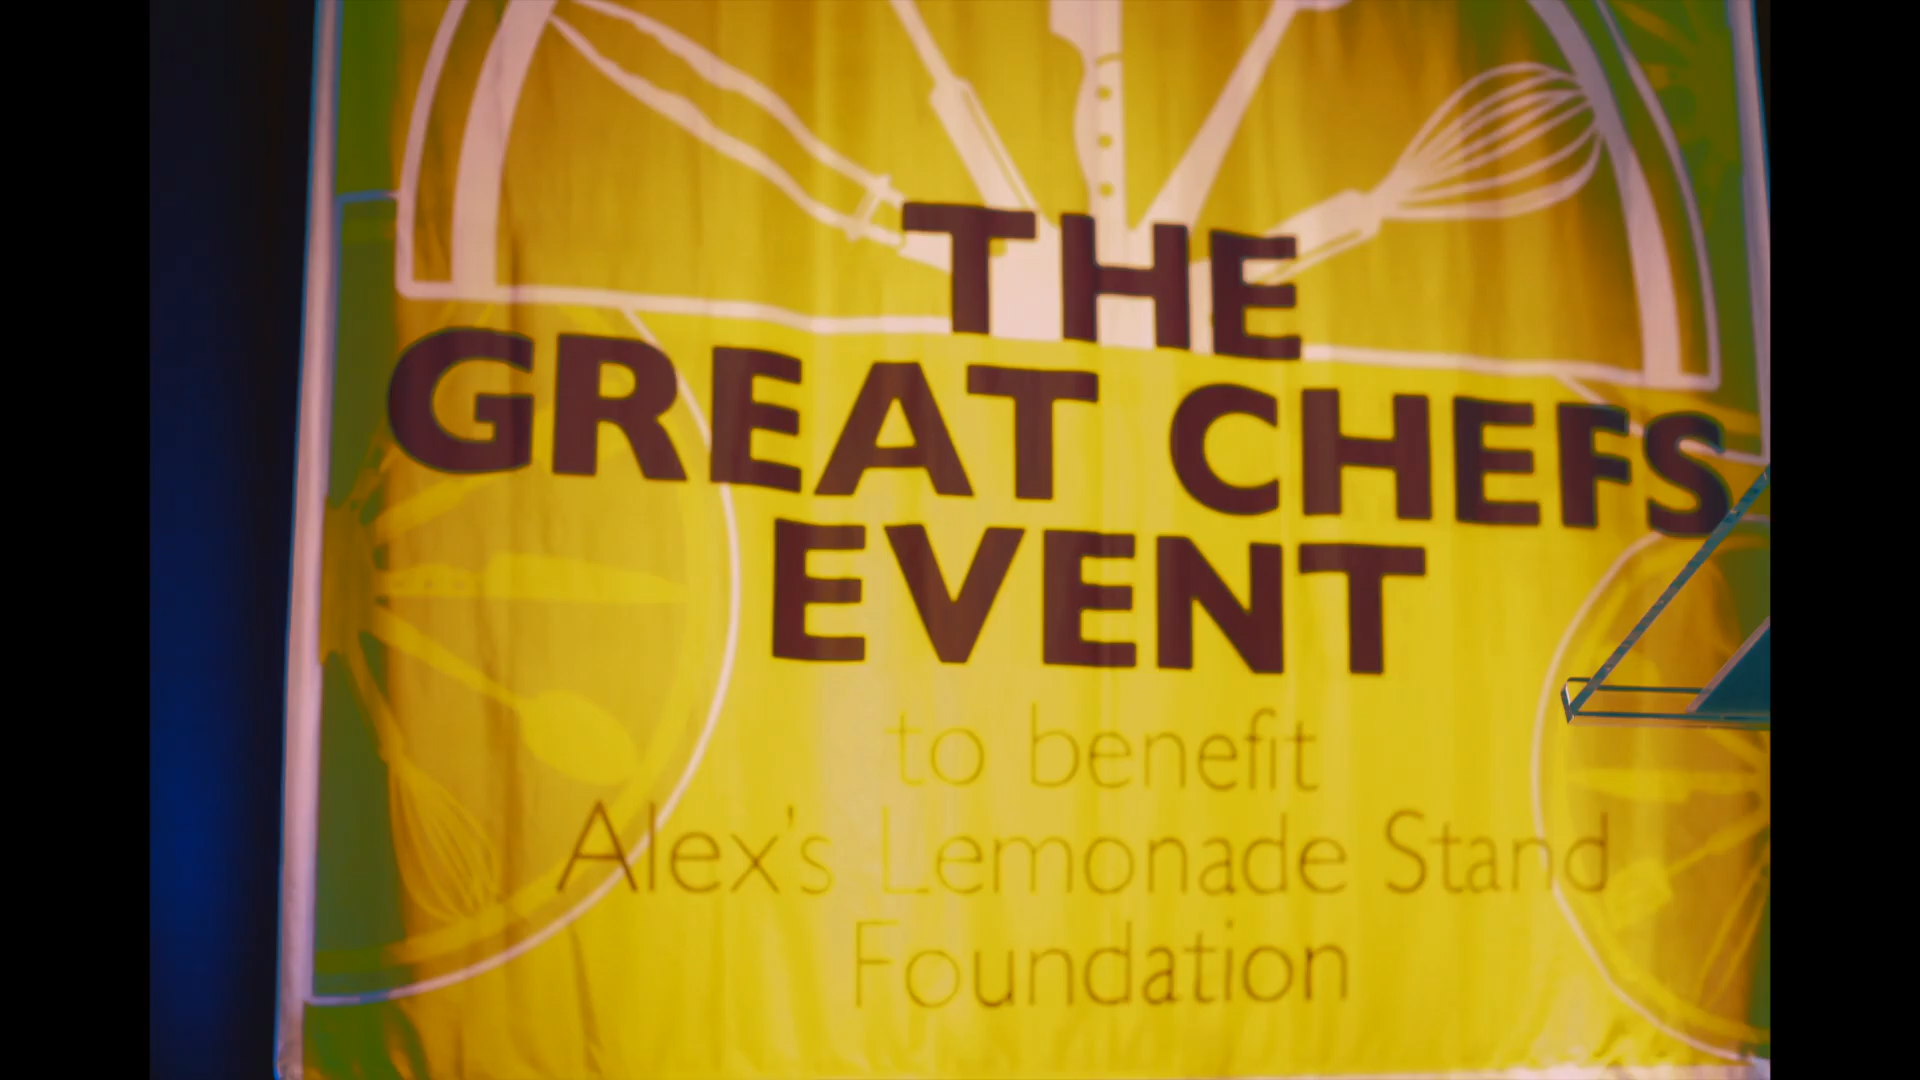 THE
GREAT CHEFS
EVENT
to benefit
Alex's Lemonade Stand
Foundation